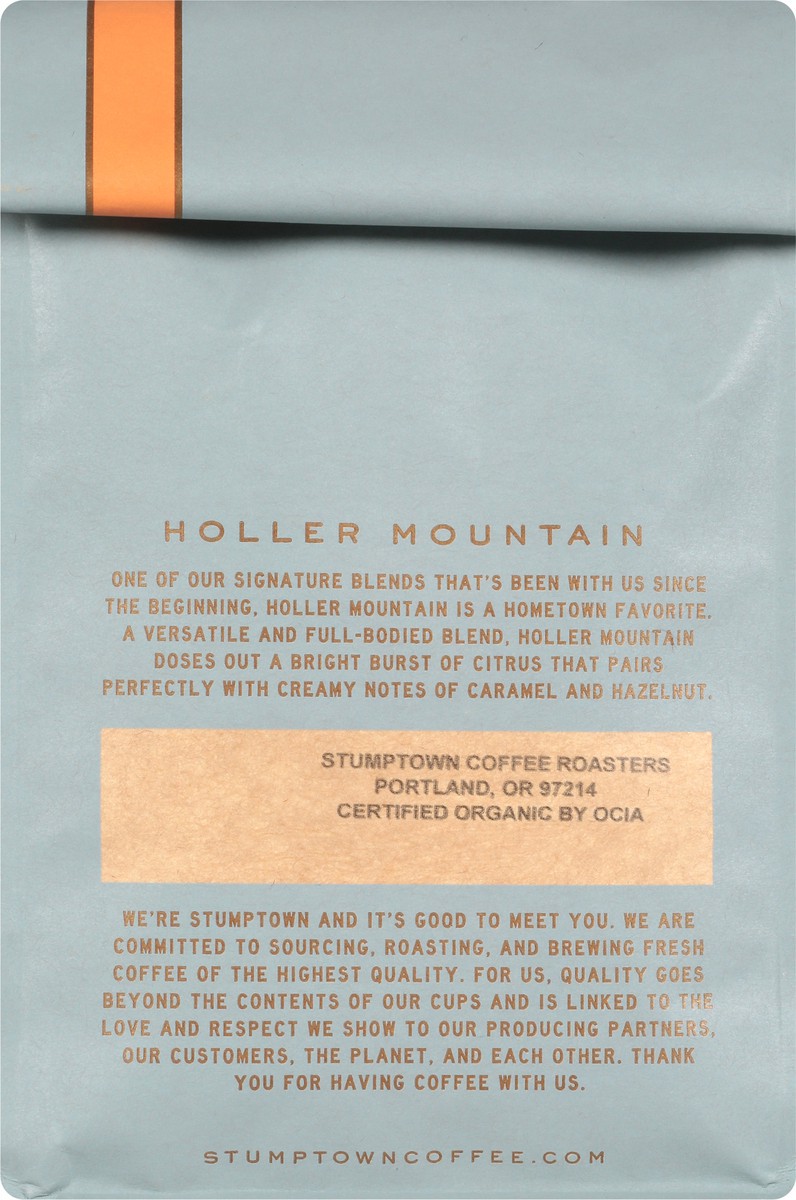 HOLLER MOUNTAIN
ONE OF OUR SIGNATURE BLENDS THAT'S BEEN WITH US SINCE
THE BEGINNING, HOLLER MOUNTAIN IS A HOMETOWN FAVORITE.
A VERSATILE AND FULL-BODIED BLEND, HOLLER MOUNTAIN
DOSES OUT A BRIGHT BURST OF CITRUS THAT PAIRS
PERFECTLY WITH CREAMY NOTES OF CARAMEL AND HAZELNUT.
STUMPTOWN COFFEE ROASTERS
PORTLAND, OR 97214
CERTIFIED ORGANIC BY OCIA
WE'RE STUMPTOWN AND IT'S GOOD TO MEET YOU. WE ARE
COMMITTED TO SOURCING, ROASTING, AND BREWING FRESH
COFFEE OF THE HIGHEST QUALITY. FOR US, QUALITY GOES
BEYOND THE CONTENTS OF OUR CUPS AND IS LINKED TO THE
LOVE AND RESPECT WE SHOW TO OUR PRODUCING PARTNERS,
OUR CUSTOMERS, THE PLANET, AND EACH OTHER. THANK
YOU FOR HAVING COFFEE WITH US.
STUMPTOWNCOFFEE.COM